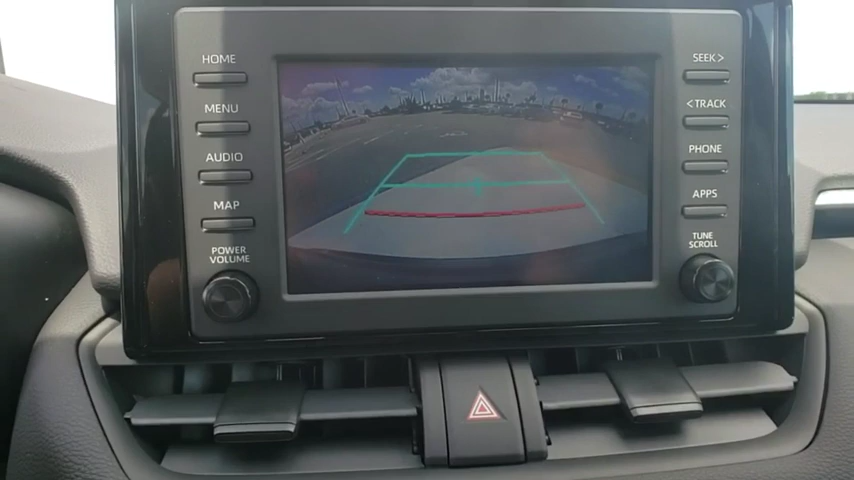 HOME
MENU
AUDIO
MAP
POWER
VOLUME
SEEK >
< TRACK
PHONE
APPS
TUNE
SCROLL